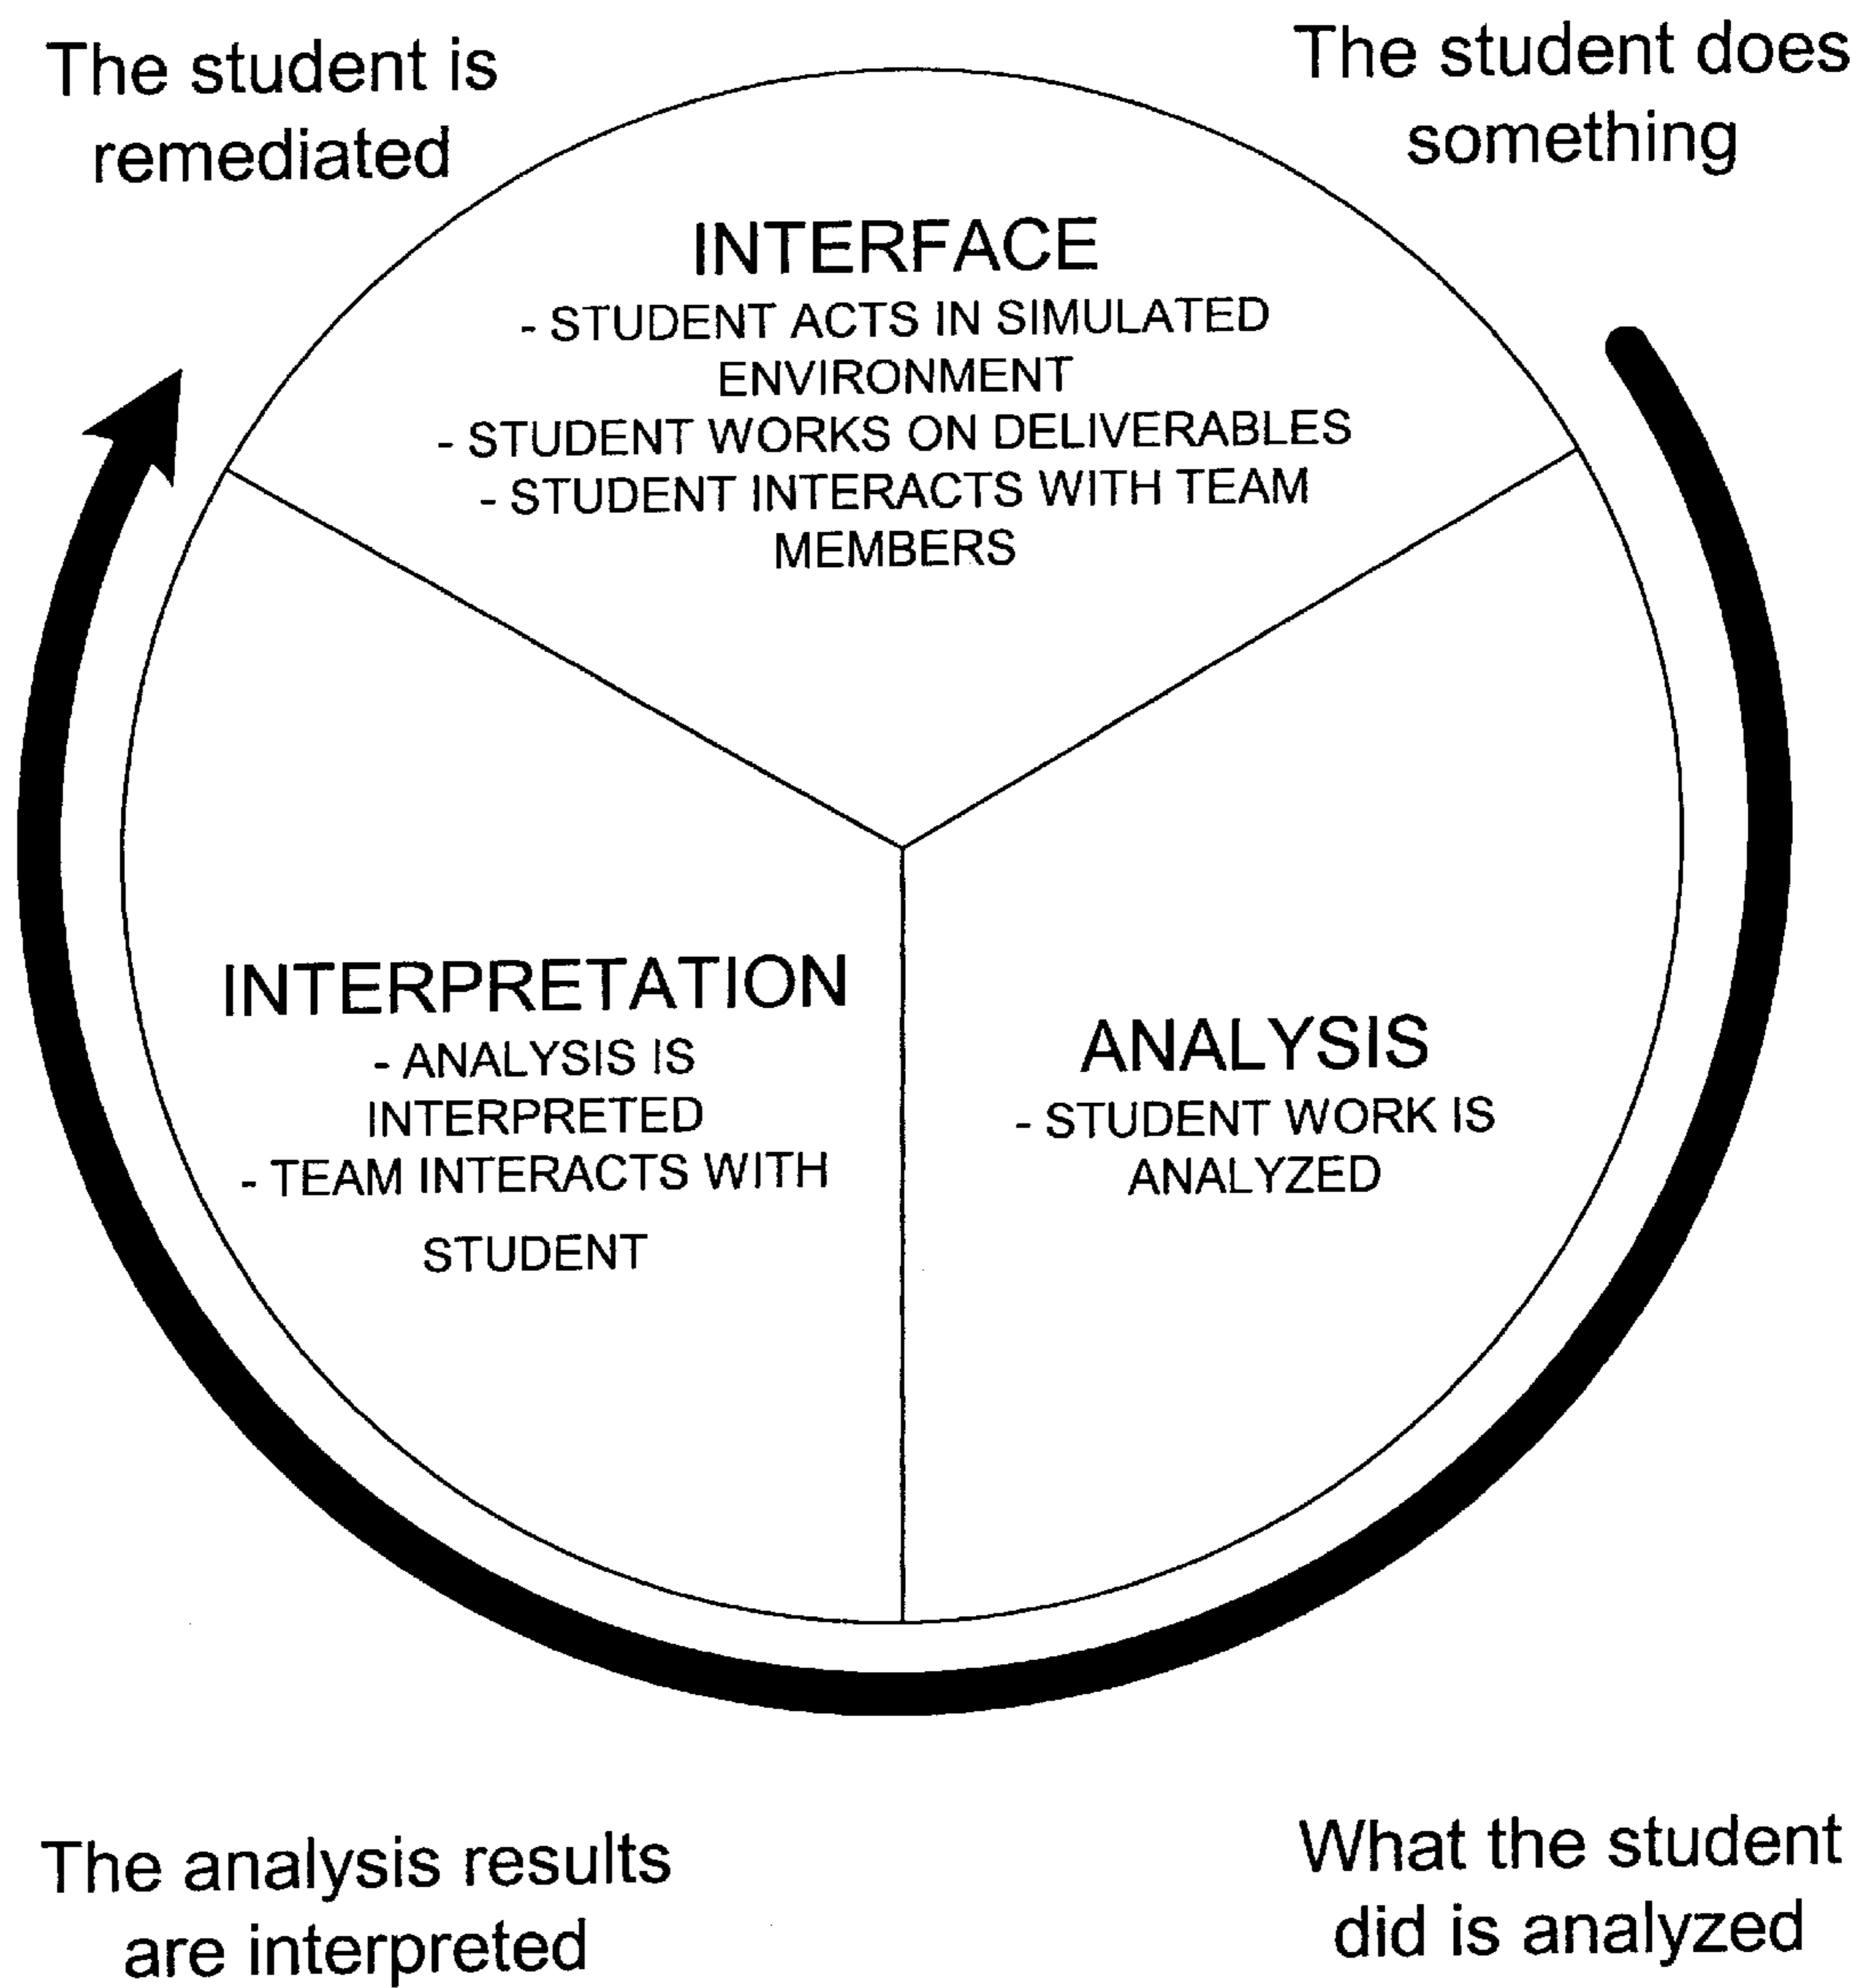 The student is
remediated
The student does
something
INTERFACE
- STUDENT ACTS IN SIMULATED
ENVIRONMENT
- STUDENT WORKS ON DELIVERABLES
- STUDENT INTERACTS WITH TEAM
MEMBERS
INTERPRETATION
- ANALYSIS IS
INTERPRETED
- TEAM INTERACTS WITH
STUDENT
ANALYSIS
- STUDENT WORK IS
ANALYZED
The analysis results
are interpreted
What the student
did is analyzed